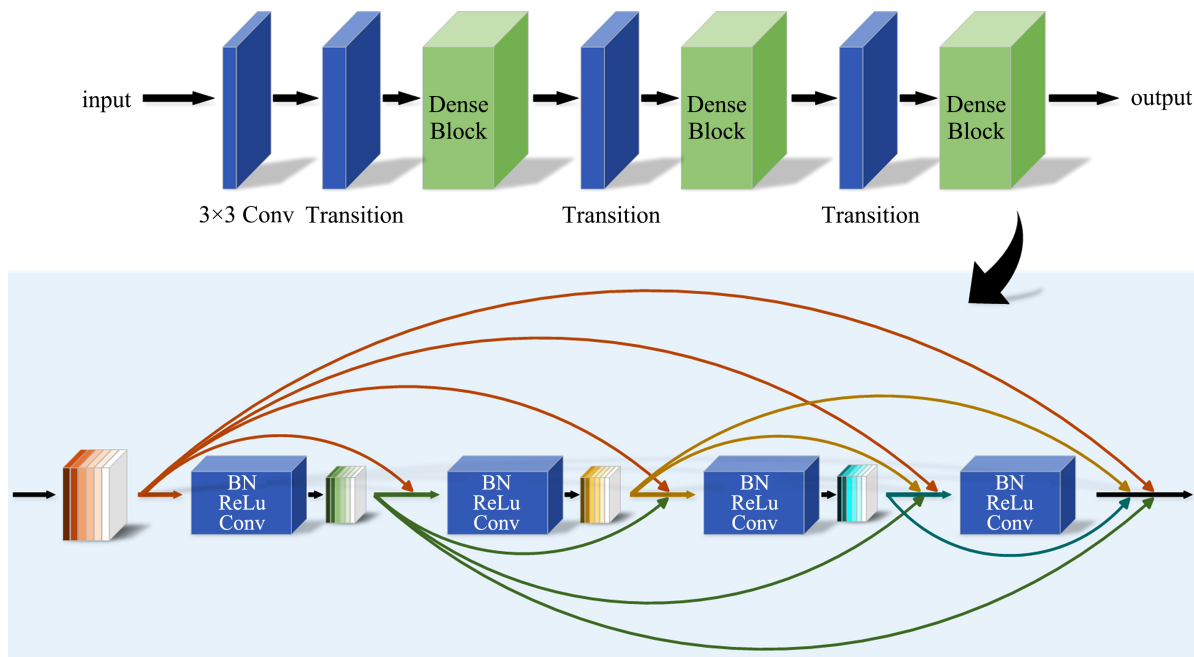 input
Dense
Block
Dense
Block
Dense
Block
output
3×3 Conv
Transition
Transition
Transition
BN
ReLu
Conv
BN
ReLu
Conv
BN
ReLu
Conv
BN
ReLu
Conv